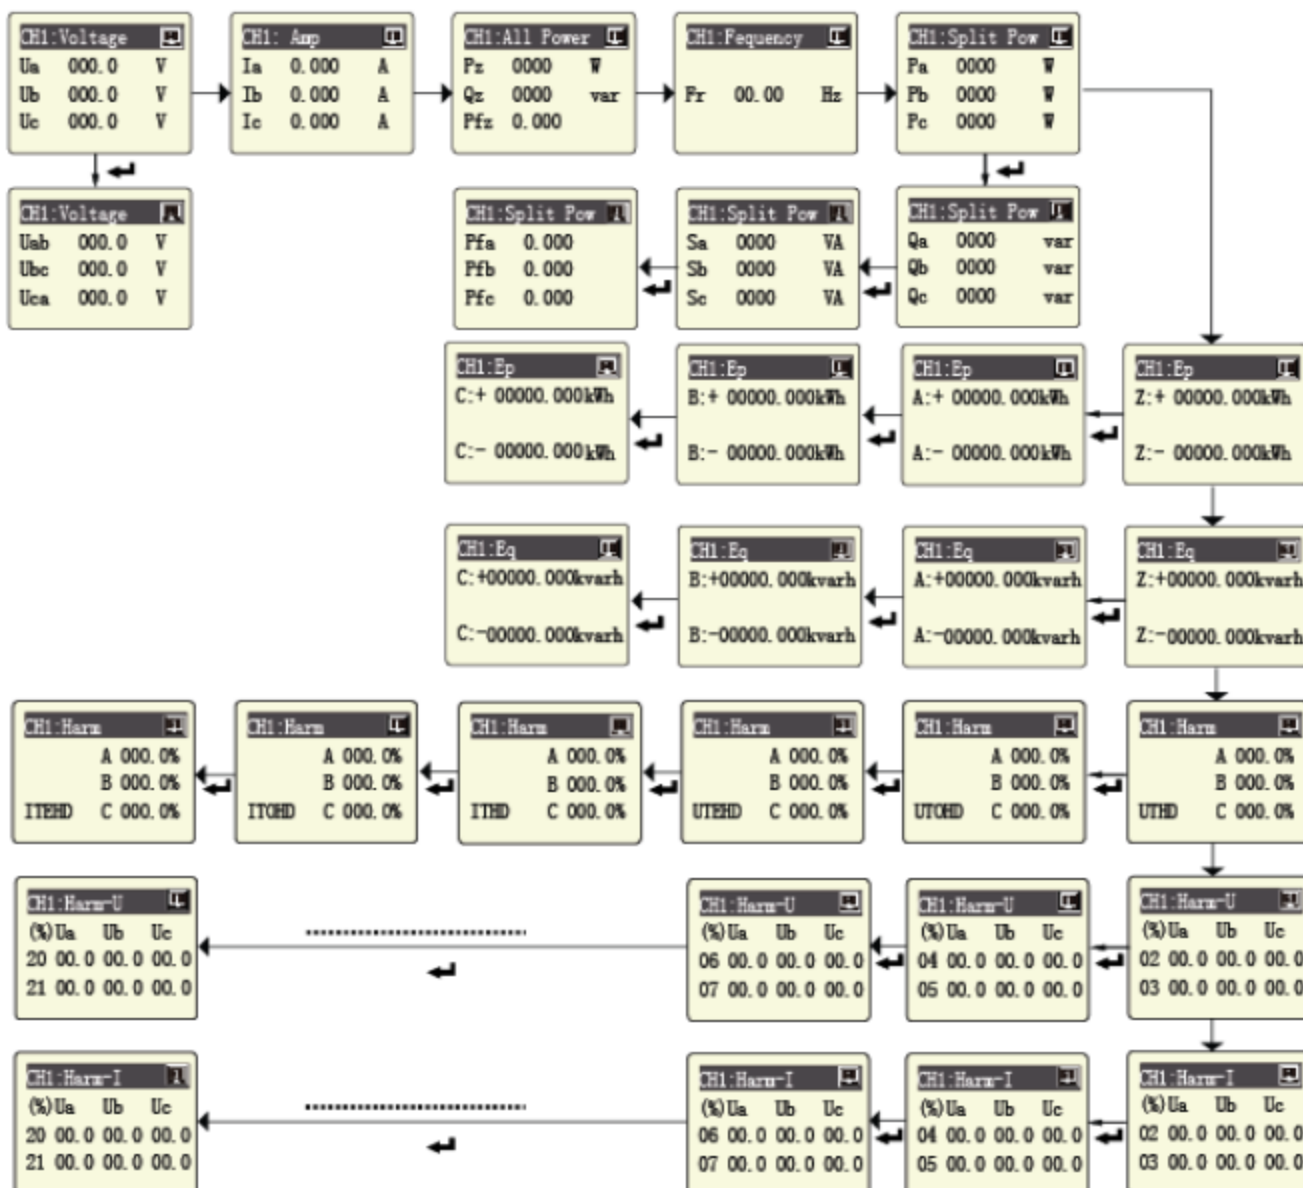 CH1:Voltage
Ua 000.0 V
Ub 000.0 V
Uc 000.0 V
CH1: Amp
Ia 0.000 A
Ib 0.000 A
Ic 0.000 A
CH1:All Power
Pz 0000 W
Qz 0000 var
Pfz 0.000
CH1:Fequency
Fr 00.00 Hz
CH1:Split Pow
Pa 0000 W
Pb 0000 W
Pc 0000 W
CH1:Voltage
Uab 000.0 V
Ubc 000.0 V
Uca 000.0 V
CH1:Split Pow
Pfa 0.000
Pfb 0.000
Pfc 0.000
CH1:Split Pow
Sa 0000 VA
Sb 0000 VA
Sc 0000 VA
CH1:Split Pow
Qa 0000 var
Qb 0000 var
Qc 0000 var
CH1:Ep
C:+ 00000.000kWh
C:- 00000.000kWh
CH1:Ep
B:+ 00000.000kWh
B:- 00000.000kWh
CH1:Ep
A:+ 00000.000kWh
A:- 00000.000kWh
CH1:Ep
Z:+ 00000.000kWh
Z:- 00000.000kWh
CH1:Eq
C:+00000.000kvarh
C:-00000.000kvarh
CH1:Eq
B:+00000.000kvarh
B:-00000.000kvarh
CH1:Eq
A:+00000.000kvarh
A:-00000.000kvarh
CH1:Eq
Z:+00000.000kvarh
Z:-00000.000kvarh
CH1:Harm
A 000.0%
B 000.0%
ITEHD C 000.0%
CH1:Harm
A 000.0%
B 000.0%
ITOHD C 000.0%
CH1:Harm
A 000.0%
B 000.0%
ITHD C 000.0%
CH1:Harm
A 000.0%
B 000.0%
UTEHD C 000.0%
CH1:Harm
A 000.0%
B 000.0%
UTOHD C 000.0%
CH1:Harm
A 000.0%
B 000.0%
UTHD C 000.0%
CH1:Harm-U
(%)Ua Ub Uc
20 00.0 00.0 00.0
21 00.0 00.0 00.0
CH1:Harm-U
(%)Ua Ub Uc
06 00.0 00.0 00.0
07 00.0 00.0 00.0
CH1:Harm-U
(%)Ua Ub Uc
04 00.0 00.0 00.0
05 00.0 00.0 00.0
CH1:Harm-U
(%)Ua Ub Uc
02 00.0 00.0 00.0
03 00.0 00.0 00.0
CH1:Harm-I
(%)Ua Ub Uc
20 00.0 00.0 00.0
21 00.0 00.0 00.0
CH1:Harm-I
(%)Ua Ub Uc
06 00.0 00.0 00.0
07 00.0 00.0 00.0
CH1:Harm-I
(%)Ua Ub Uc
04 00.0 00.0 00.0
05 00.0 00.0 00.0
CH1:Harm-I
(%)Ua Ub Uc
02 00.0 00.0 00.0
03 00.0 00.0 00.0